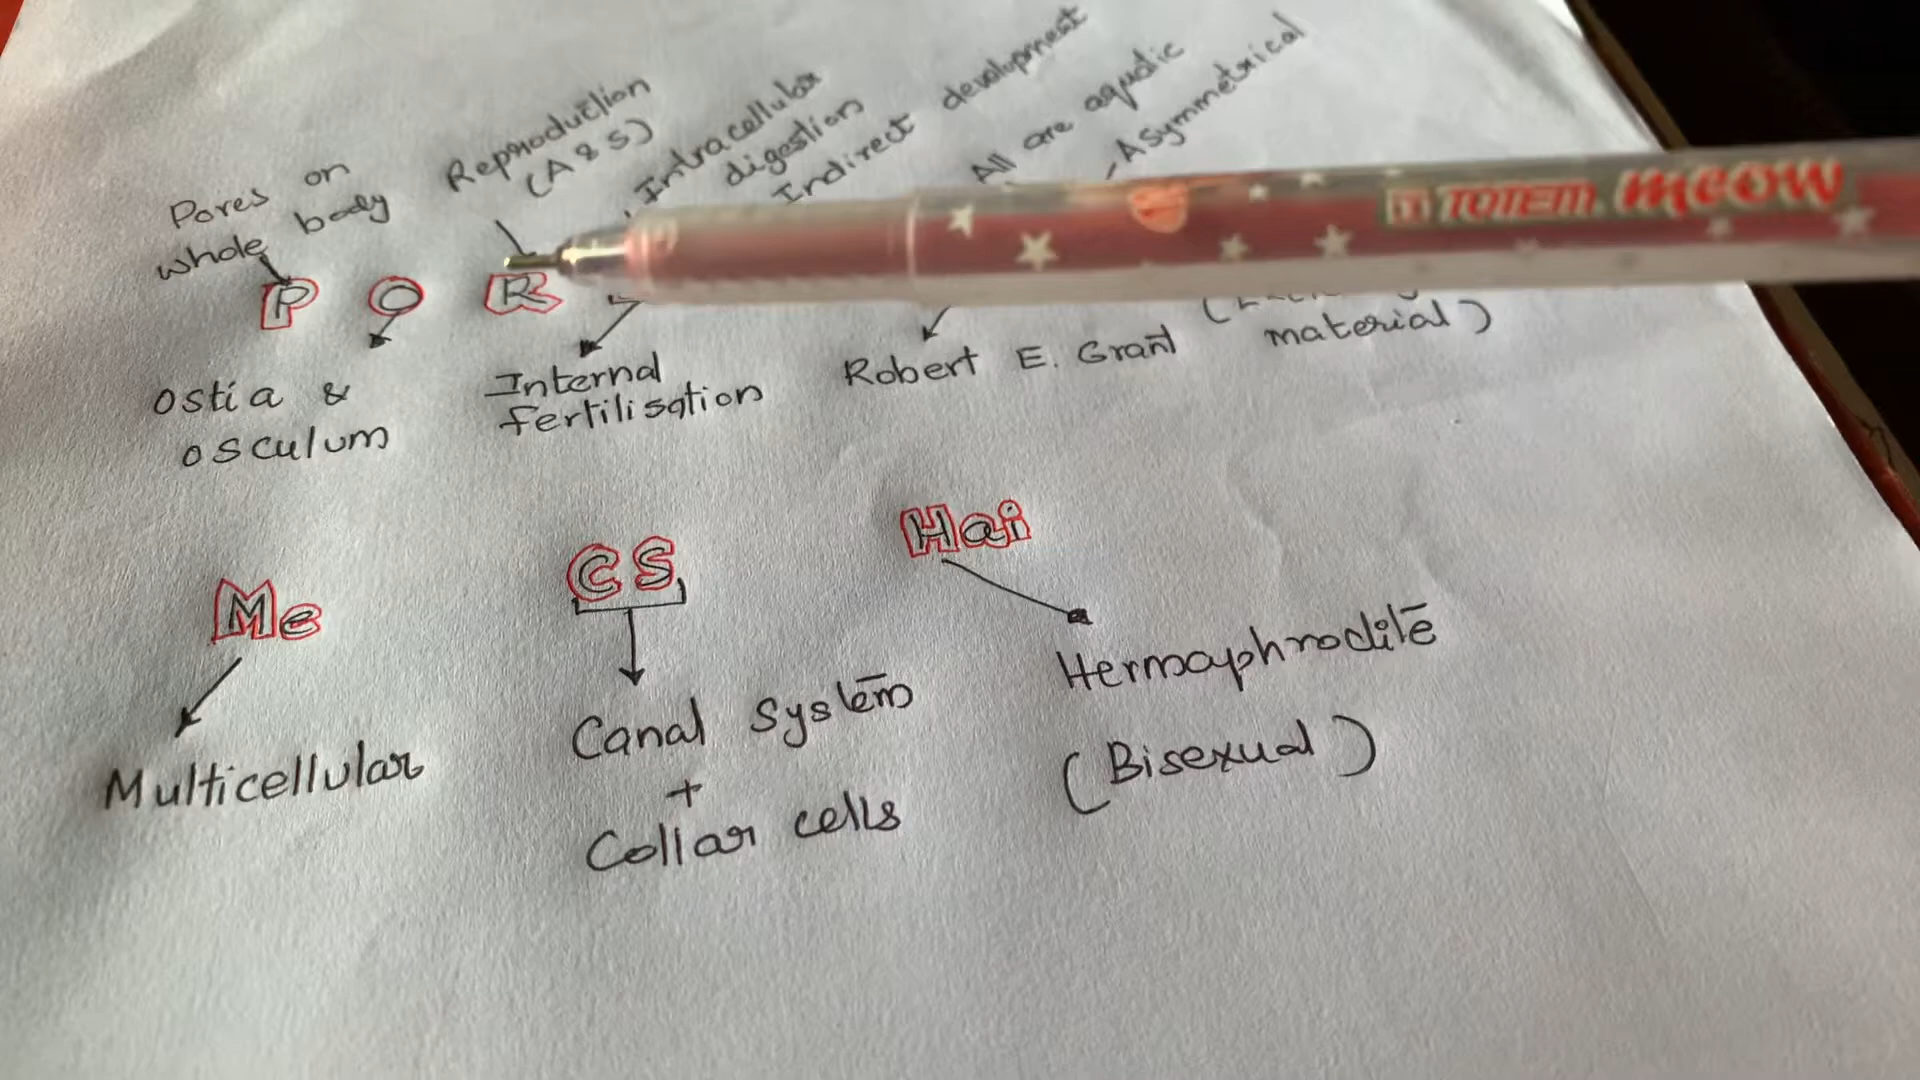 Pores on
whole body
Reproduction
(A & S)
Intracellular
digestion
Indirect development
All are aquatic
Asymmetrical
TOTEM meow
P O R
Ostia &
osculum
Internal
fertilisation
Robert E. Grant
material)
Me
CS
Hai
Multicellular
Canal System
+
Collar cells
Hermaphrodite
(Bisexual)